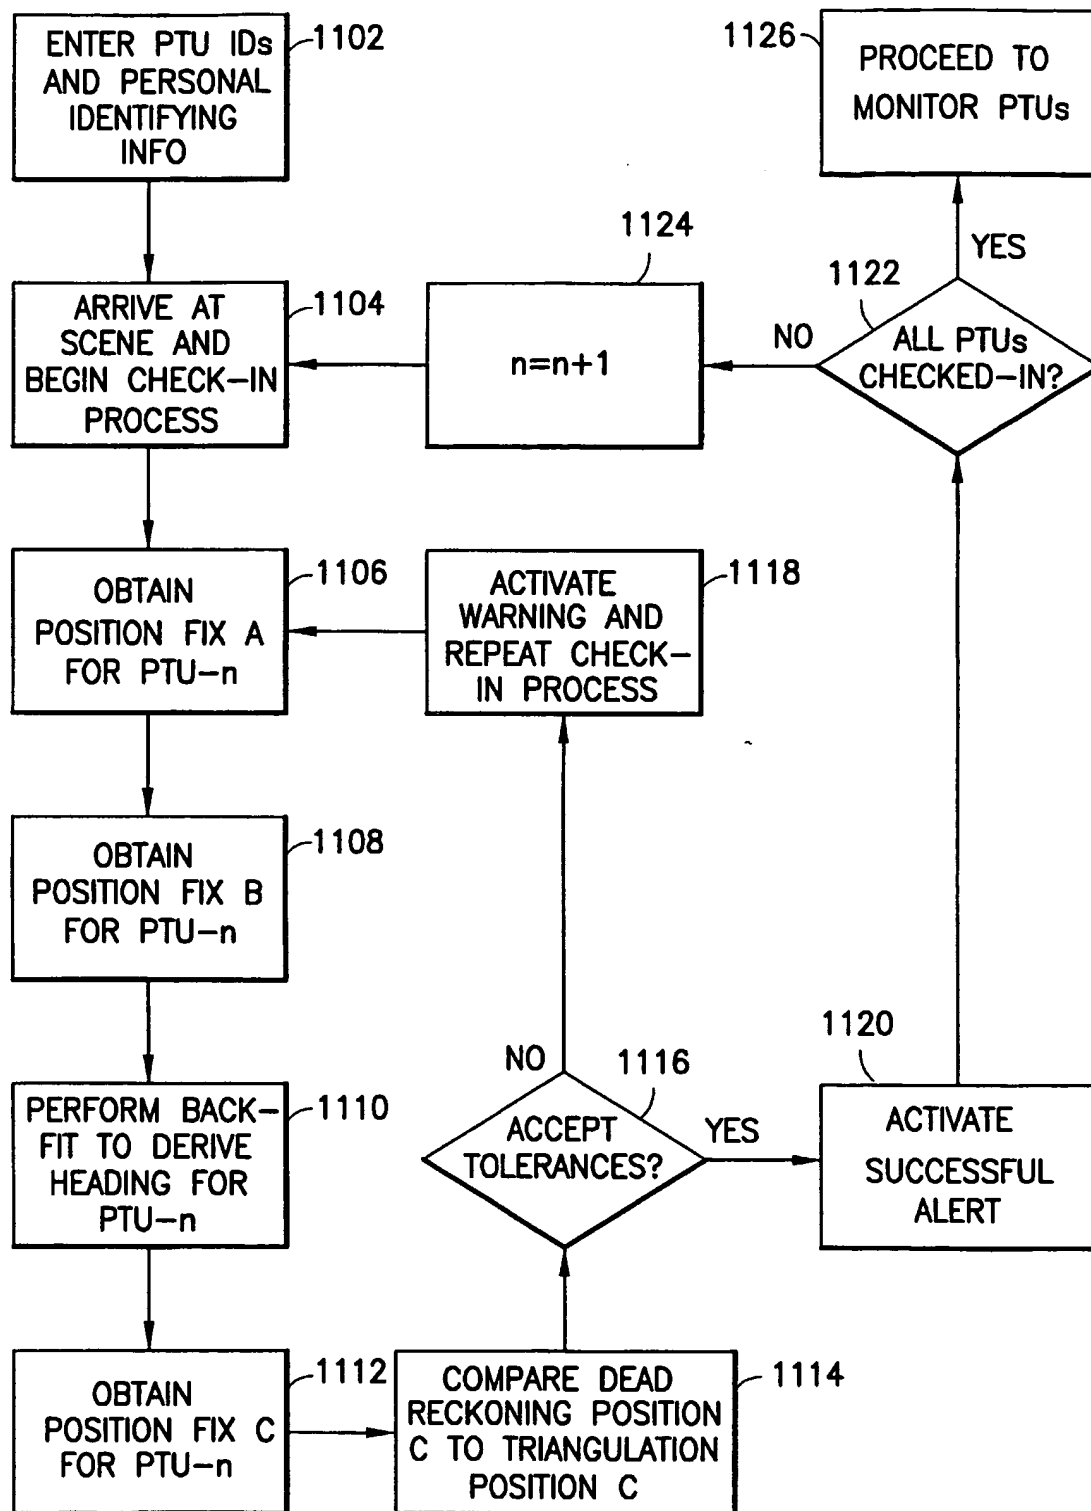 ENTER PTU IDs
AND PERSONAL
IDENTIFYING
INFO
1102
ARRIVE AT
SCENE AND
BEGIN CHECK-IN
PROCESS
1104
OBTAIN
POSITION FIX A
FOR PTU-n
1106
OBTAIN
POSITION FIX B
FOR PTU-n
1108
PERFORM BACK-
FIT TO DERIVE
HEADING FOR
PTU-n
1110
OBTAIN
POSITION FIX C
FOR PTU-n
1112
COMPARE DEAD
RECKONING POSITION
C TO TRIANGULATION
POSITION C
1114
ACCEPT
TOLERANCES?
1116
NO
YES
ACTIVATE
WARNING AND
REPEAT CHECK-
IN PROCESS
1118
ACTIVATE
SUCCESSFUL
ALERT
1120
ALL PTUs
CHECKED-IN?
1122
NO
YES
n=n+1
1124
PROCEED TO
MONITOR PTUs
1126